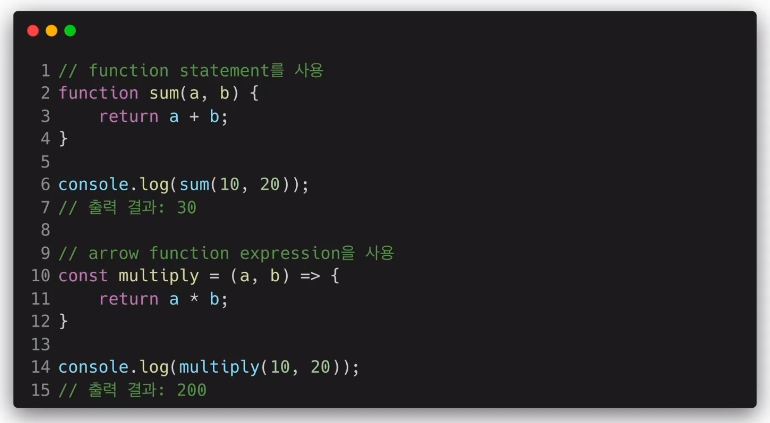 1 // function statement를 사용
2 function sum(a, b) {
3     return a + b;
4 }
5
6 console.log(sum(10, 20));
7 // 출력 결과: 30
8
9 // arrow function expression을 사용
10 const multiply = (a, b) => {
11     return a * b;
12 }
13
14 console.log(multiply(10, 20));
15 // 출력 결과: 200